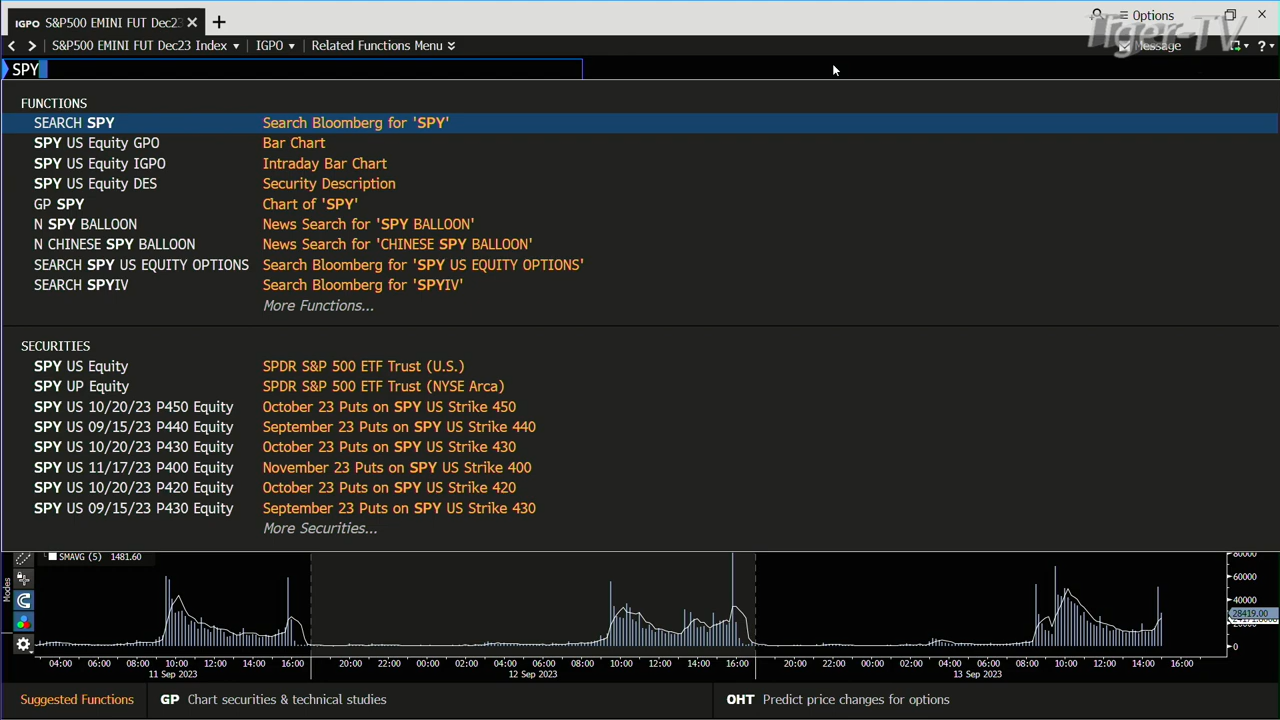 IGPO S&P500 EMINI FUT Dec23 × +
Options
Tiger-TV
S&P500 EMINI FUT Dec23 Index IGPO Related Functions Menu
Message ?
SPY
FUNCTIONS
SEARCH SPY Search Bloomberg for 'SPY'
SPY US Equity GPO Bar Chart
SPY US Equity IGPO Intraday Bar Chart
SPY US Equity DES Security Description
GP SPY Chart of 'SPY'
N SPY BALLOON News Search for 'SPY BALLOON'
N CHINESE SPY BALLOON News Search for 'CHINESE SPY BALLOON'
SEARCH SPY US EQUITY OPTIONS Search Bloomberg for 'SPY US EQUITY OPTIONS'
SEARCH SPYIV Search Bloomberg for 'SPYIV'
More Functions...
SECURITIES
SPY US Equity SPDR S&P 500 ETF Trust (U.S.)
SPY UP Equity SPDR S&P 500 ETF Trust (NYSE Arca)
SPY US 10/20/23 P450 Equity October 23 Puts on SPY US Strike 450
SPY US 09/15/23 P440 Equity September 23 Puts on SPY US Strike 440
SPY US 10/20/23 P430 Equity October 23 Puts on SPY US Strike 430
SPY US 11/17/23 P400 Equity November 23 Puts on SPY US Strike 400
SPY US 10/20/23 P420 Equity October 23 Puts on SPY US Strike 420
SPY US 09/15/23 P430 Equity September 23 Puts on SPY US Strike 430
More Securities...
Modes
SMAVG (5) 1481.60
80000
60000
40000
28419.00
0
04:00 06:00 08:00 10:00 12:00 14:00 16:00 20:00 22:00 00:00 02:00 04:00 06:00 08:00 10:00 12:00 14:00 16:00 20:00 22:00 00:00 02:00 04:00 06:00 08:00 10:00 12:00 14:00 16:00
11 Sep 2023 12 Sep 2023 13 Sep 2023
Suggested Functions GP Chart securities & technical studies OHT Predict price changes for options